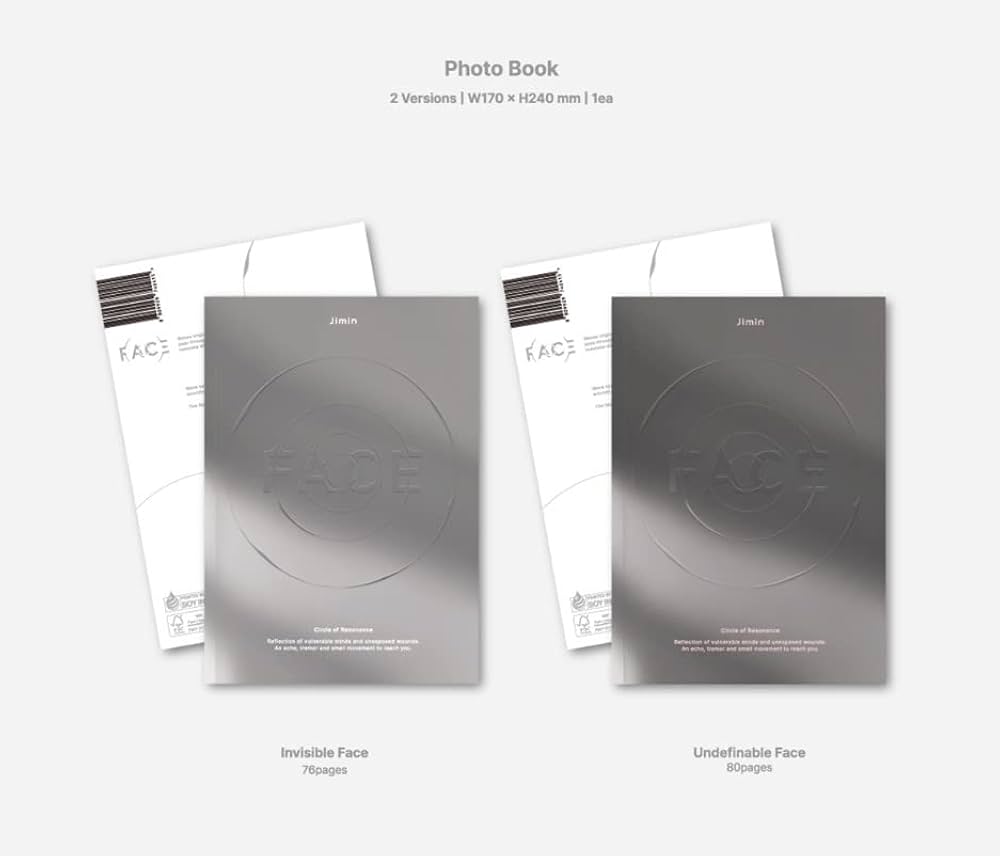 Photo Book
2 Versions | W170 × H240 mm | 1ea
FACE
Jimin
FACE
Circle of Resonance
Reflection of vulnerable minds and unexposed wounds.
An echo, tremor and small movement to reach you.
FACE
Jimin
FACE
Circle of Resonance
Reflection of vulnerable minds and unexposed wounds.
An echo, tremor and small movement to reach you.
Invisible Face
76pages
Undefinable Face
80pages